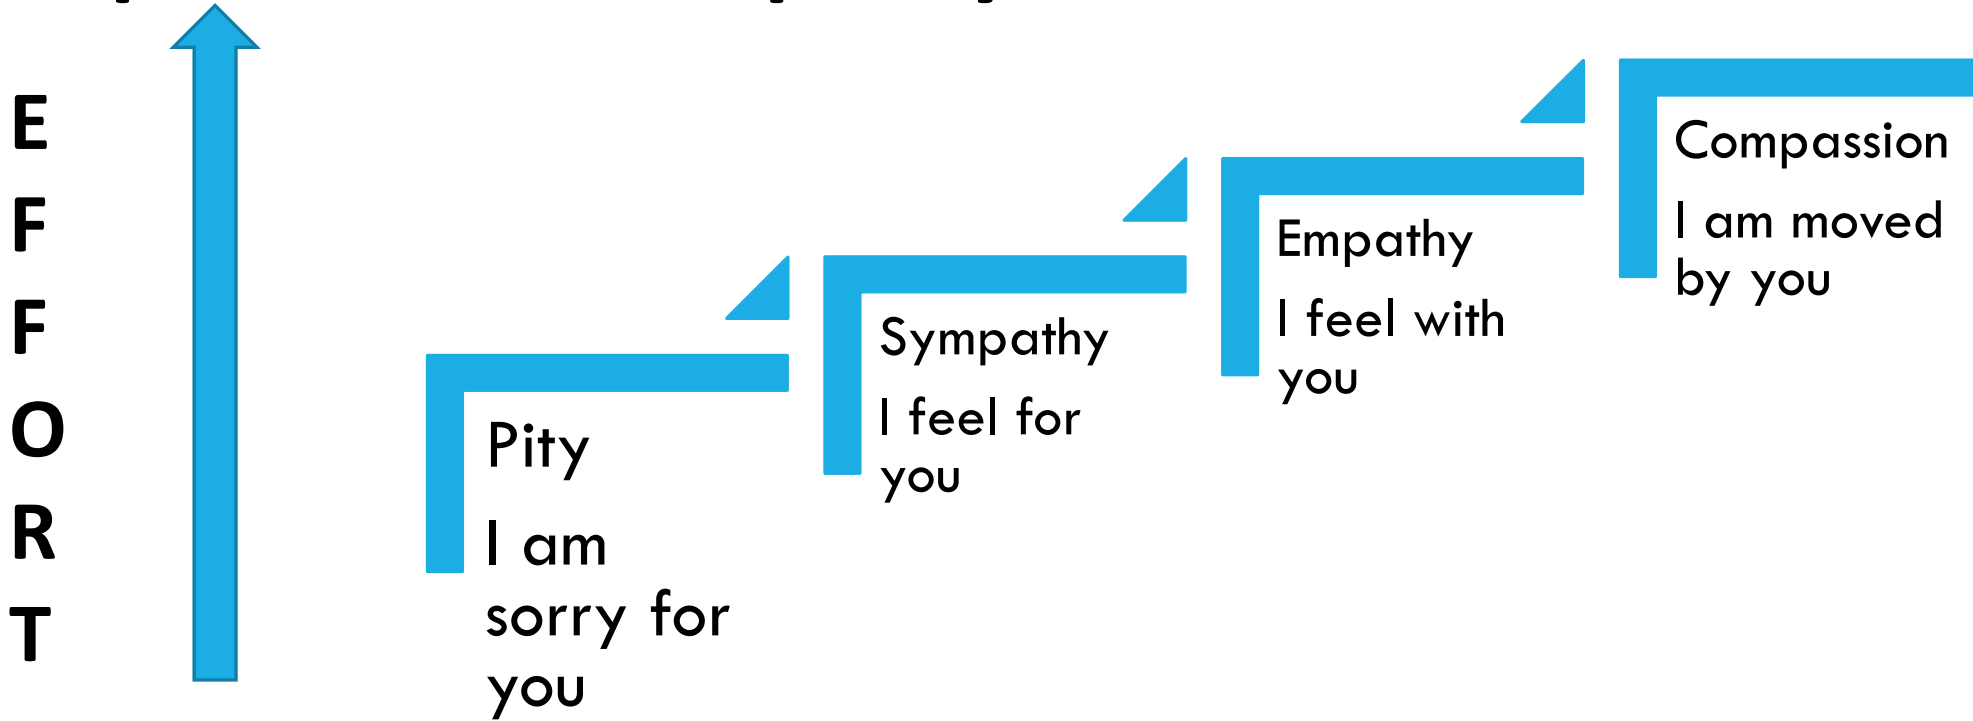 E
F
F
O
R
T
Pity
I am
sorry for
you
Sympathy
I feel for
you
Empathy
I feel with
you
Compassion
I am moved
by you